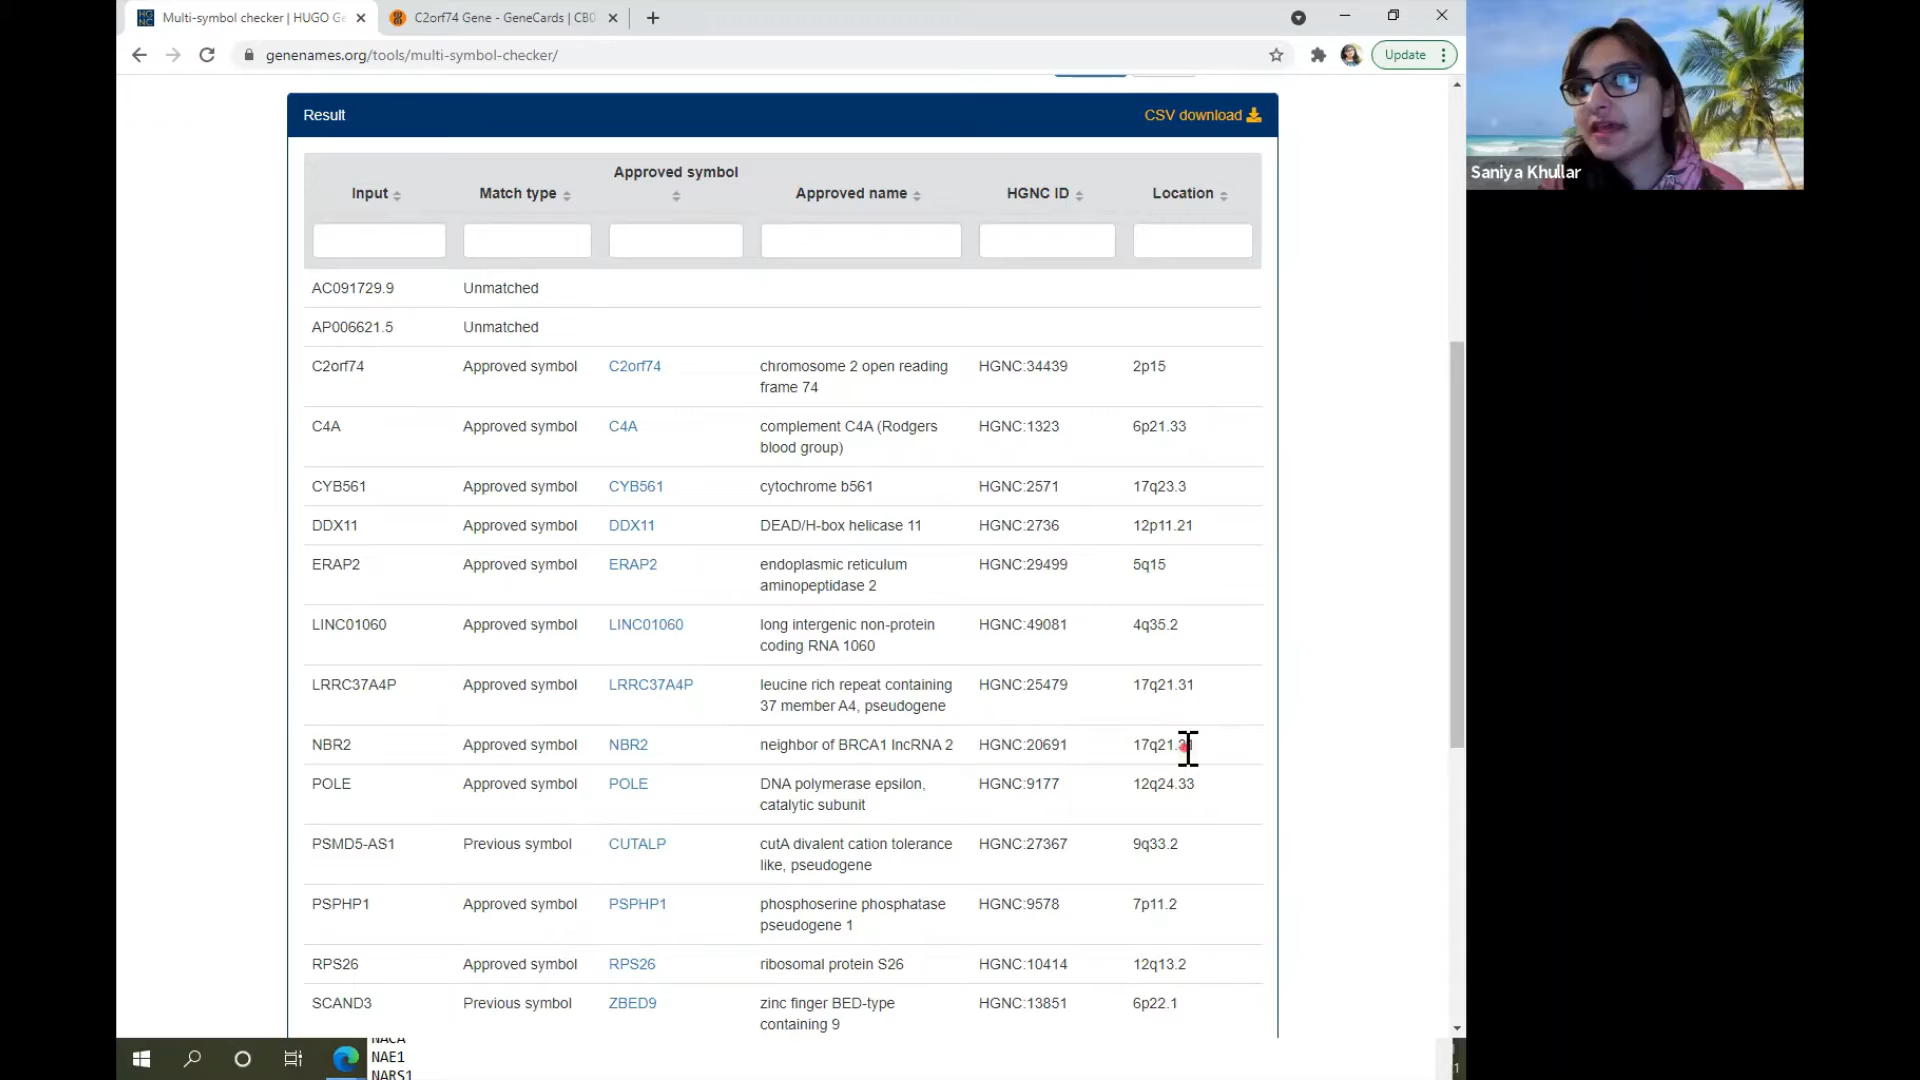 Multi-symbol checker | HUGO Ge
C2orf74 Gene - GeneCards | CB0
genenames.org/tools/multi-symbol-checker/
Update
Saniya Khullar
Result
CSV download
Input Match type Approved symbol Approved name HGNC ID Location
AC091729.9 Unmatched
AP006621.5 Unmatched
C2orf74 Approved symbol C2orf74 chromosome 2 open reading HGNC:34439 2p15
frame 74
C4A Approved symbol C4A complement C4A (Rodgers HGNC:1323 6p21.33
blood group)
CYB561 Approved symbol CYB561 cytochrome b561 HGNC:2571 17q23.3
DDX11 Approved symbol DDX11 DEAD/H-box helicase 11 HGNC:2736 12p11.21
ERAP2 Approved symbol ERAP2 endoplasmic reticulum HGNC:29499 5q15
aminopeptidase 2
LINC01060 Approved symbol LINC01060 long intergenic non-protein HGNC:49081 4q35.2
coding RNA 1060
LRRC37A4P Approved symbol LRRC37A4P leucine rich repeat containing HGNC:25479 17q21.31
37 member A4, pseudogene
NBR2 Approved symbol NBR2 neighbor of BRCA1 lncRNA 2 HGNC:20691
POLE Approved symbol POLE DNA polymerase epsilon, HGNC:9177 12q24.33
catalytic subunit
PSMD5-AS1 Previous symbol CUTALP cutA divalent cation tolerance HGNC:27367 9q33.2
like, pseudogene
PSPHP1 Approved symbol PSPHP1 phosphoserine phosphatase HGNC:9578 7p11.2
pseudogene 1
RPS26 Approved symbol RPS26 ribosomal protein S26 HGNC:10414 12q13.2
SCAND3 Previous symbol ZBED9 zinc finger BED-type HGNC:13851 6p22.1
containing 9
NACA
NAE1
NARS1